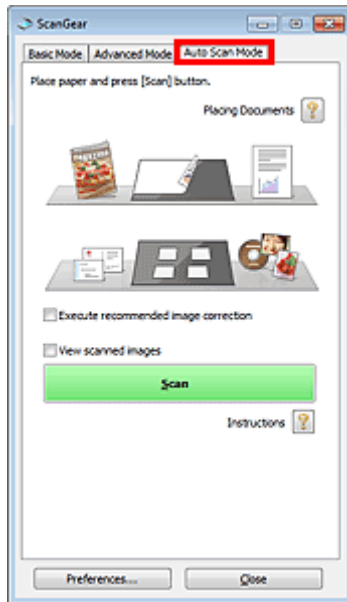 ScanGear
Basic Mode Advanced Mode Auto Scan Mode
Place paper and press [Scan] button.
Placing Documents ?
Execute recommended image correction
View scanned images
Scan
Instructions ?
Preferences... Close